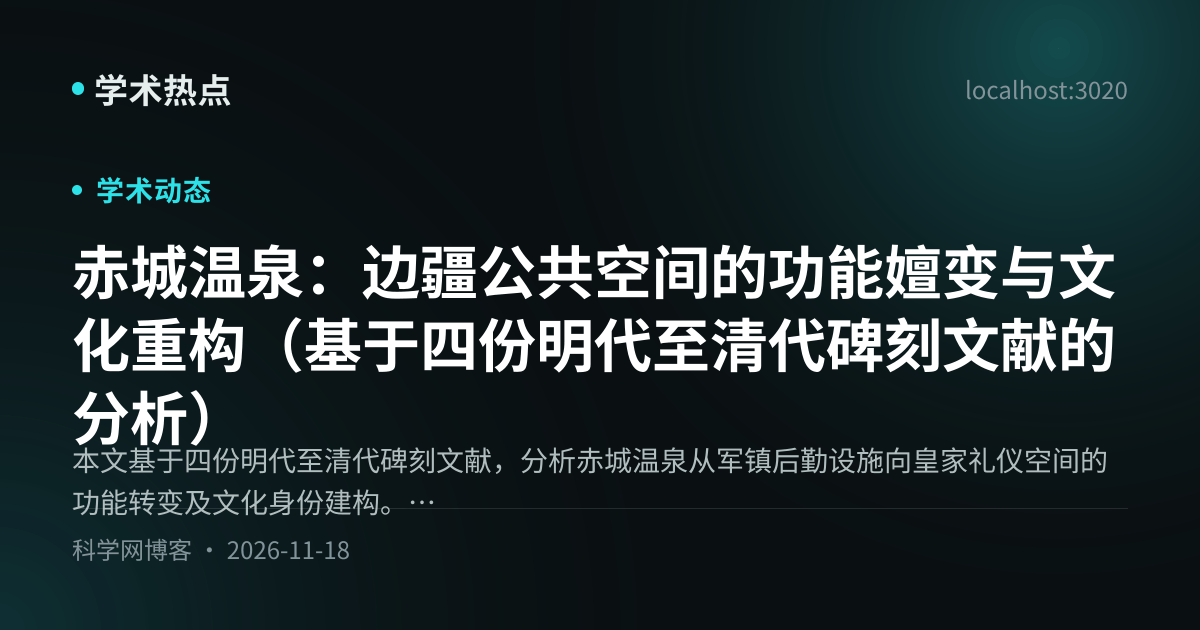 学术热点
localhost:3020
学术动态
赤城温泉：边疆公共空间的功能嬗变与文
化重构（基于四份明代至清代碑刻文献的
分析）
本文基于四份明代至清代碑刻文献，分析赤城温泉从军镇后勤设施向皇家礼仪空间的
功能转变及文化身份建构。…
科学网博客 • 2026-11-18